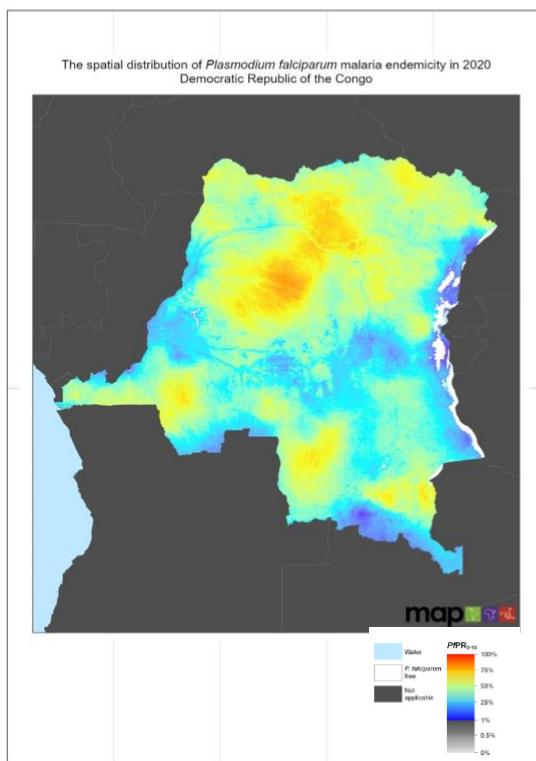 The spatial distribution of Plasmodium falciparum malaria endemicity in 2020
Democratic Republic of the Congo
map
Water
P. falciparum
free
Not
applicable
PfPR2-10
100%
75%
50%
25%
1%
0.5%
0%